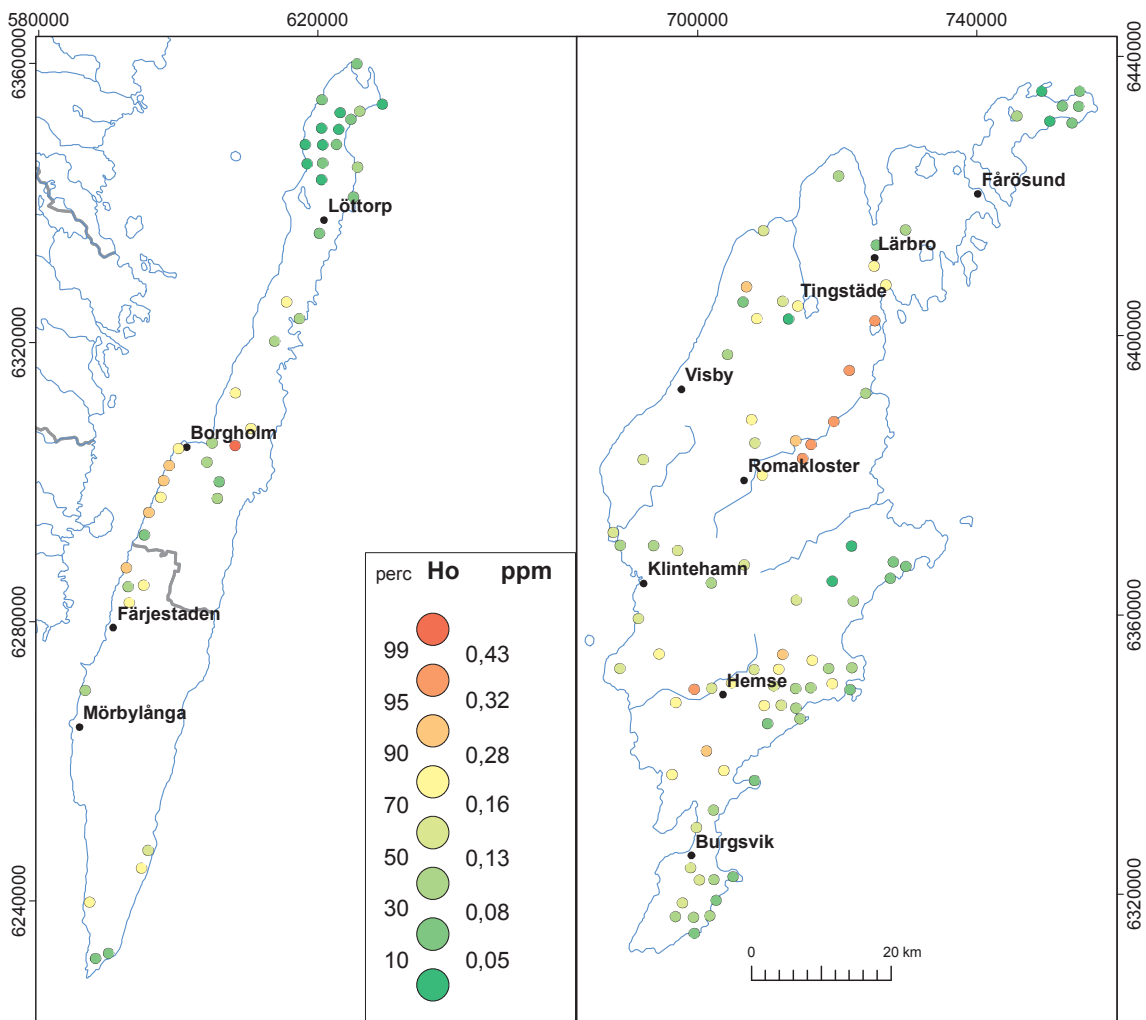 580000
620000
700000
740000
6360000
6320000
6280000
6240000
Löttorp
Borgholm
Färjestaden
Mörbylånga
perc Ho ppm
99 0,43
95 0,32
90 0,28
70 0,16
50 0,13
30 0,08
10 0,05
6440000
6400000
6360000
6320000
Fårösund
Lärbro
Tingstäde
Visby
Romakloster
Klintehamn
Hemse
Burgsvik
0 20 km